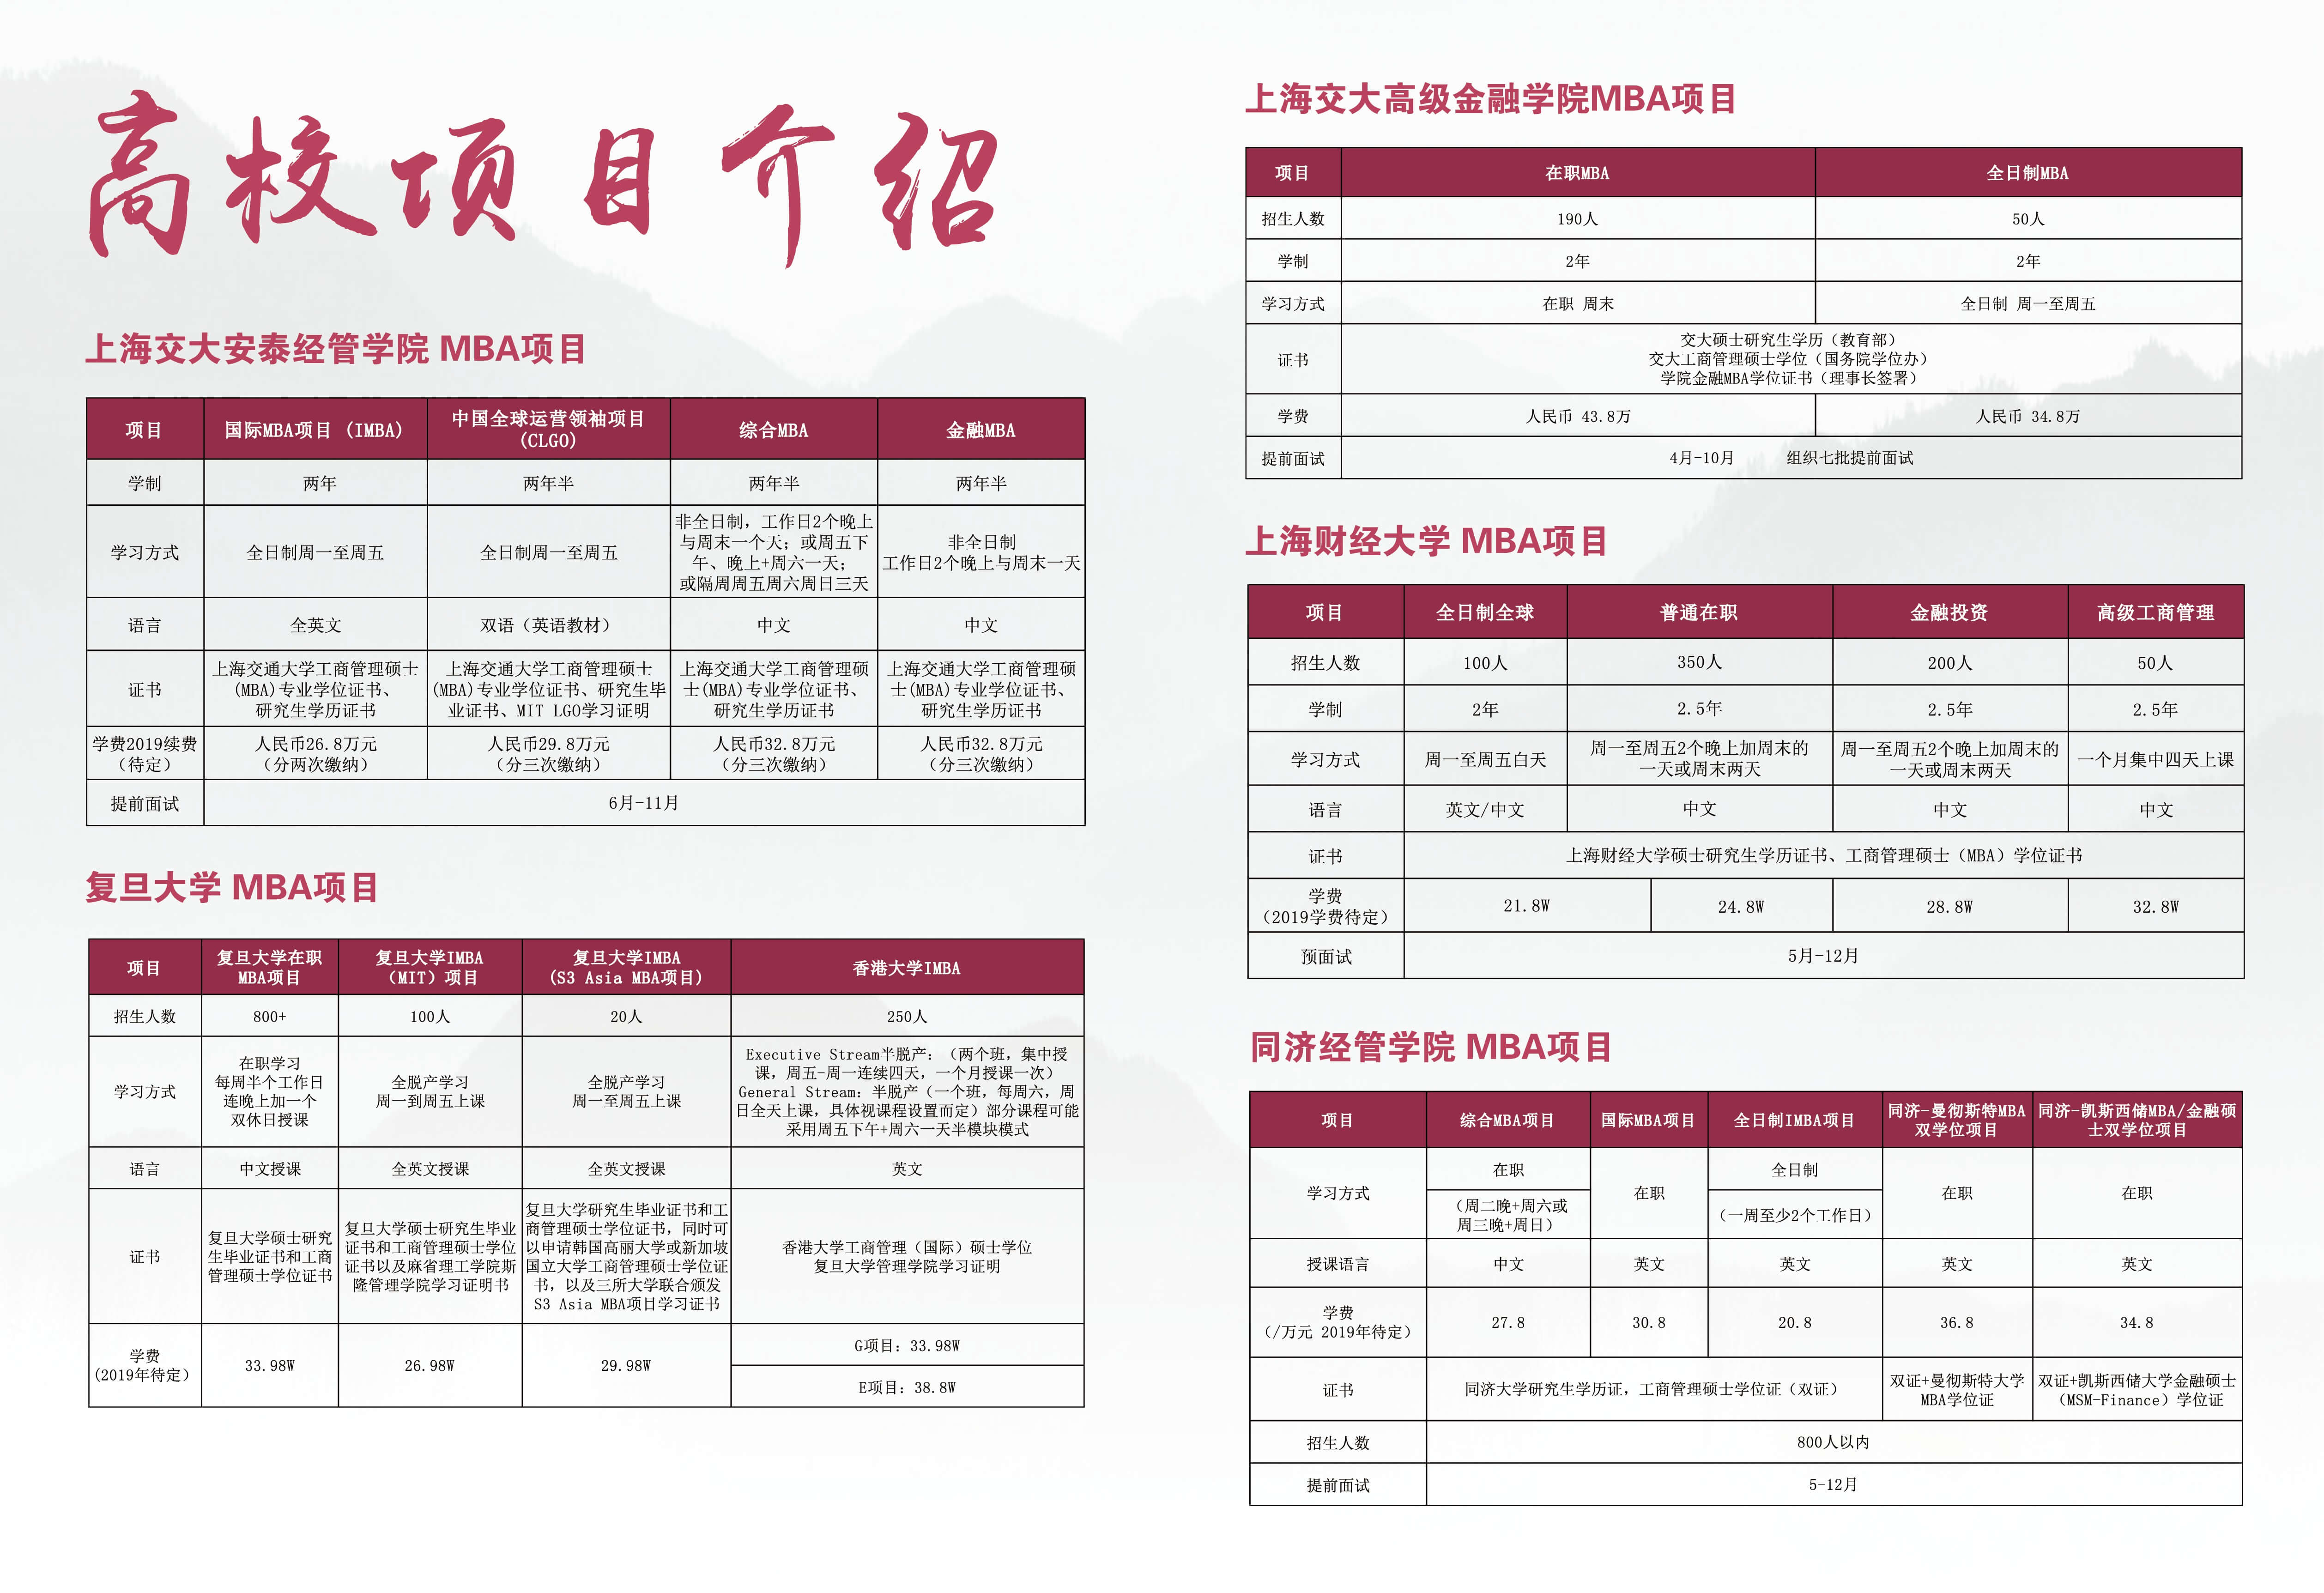 高校项目介绍
上海交大安泰经管学院 MBA项目
项目
国际MBA项目 (IMBA)
中国全球运营领袖项目
(CLGO)
综合MBA
金融MBA
学制
两年
两年半
两年半
两年半
学习方式
全日制周一至周五
全日制周一至周五
非全日制, 工作日2个晚上
与周末一个天; 或周五下
午、晚上+周六一天;
或隔周周五周六周日三天
非全日制
工作日2个晚上与周末一天
语言
全英文
双语（英语教材）
中文
中文
证书
上海交通大学工商管理硕士
(MBA)专业学位证书、
研究生学历证书
上海交通大学工商管理硕士
(MBA)专业学位证书、研究生毕
业证书、MIT LGO学习证明
上海交通大学工商管理硕
士(MBA)专业学位证书、
研究生学历证书
上海交通大学工商管理硕
士(MBA)专业学位证书、
研究生学历证书
学费2019续费
（待定）
人民币26.8万元
（分两次缴纳）
人民币29.8万元
（分三次缴纳）
人民币32.8万元
（分三次缴纳）
人民币32.8万元
（分三次缴纳）
提前面试
6月-11月
复旦大学 MBA项目
项目
复旦大学在职
MBA项目
复旦大学IMBA
（MIT）项目
复旦大学IMBA
(S3 Asia MBA项目)
香港大学IMBA
招生人数
800+
100人
20人
250人
学习方式
在职学习
每周半个工作日
连晚上加一个
双休日授课
全脱产学习
周一到周五上课
全脱产学习
周一至周五上课
Executive Stream半脱产: （两个班, 集中授
课, 周五-周一连续四天, 一个月授课一次）
General Stream: 半脱产（一个班, 每周六, 周
日全天上课, 具体视课程设置而定）部分课程可能
采用周五下午+周六一天半模块模式
语言
中文授课
全英文授课
全英文授课
英文
证书
复旦大学硕士研究
生毕业证书和工商
管理硕士学位证书
复旦大学硕士研究生毕业
证书和工商管理硕士学位
证书以及麻省理工学院斯
隆管理学院学习证明书
复旦大学研究生毕业证书和工
商管理硕士学位证书, 同时可
以申请韩国高丽大学或新加坡
国立大学工商管理硕士学位证
书, 以及三所大学联合颁发
S3 Asia MBA项目学习证书
香港大学工商管理（国际）硕士学位
复旦大学管理学院学习证明
学费
(2019年待定)
33.98W
26.98W
29.98W
G项目: 33.98W
E项目: 38.8W
上海交大高级金融学院MBA项目
项目
在职MBA
全日制MBA
招生人数
190人
50人
学制
2年
2年
学习方式
在职 周末
全日制 周一至周五
证书
交大硕士研究生学历（教育部）
交大工商管理硕士学位（国务院学位办）
学院金融MBA学位证书（理事长签署）
学费
人民币 43.8万
人民币 34.8万
提前面试
4月-10月 组织七批提前面试
上海财经大学 MBA项目
项目
全日制全球
普通在职
金融投资
高级工商管理
招生人数
100人
350人
200人
50人
学制
2年
2.5年
2.5年
2.5年
学习方式
周一至周五白天
周一至周五2个晚上加周末的
一天或周末两天
周一至周五2个晚上加周末的
一天或周末两天
一个月集中四天上课
语言
英文/中文
中文
中文
中文
证书
上海财经大学硕士研究生学历证书、工商管理硕士（MBA）学位证书
学费
（2019学费待定）
21.8W
24.8W
28.8W
32.8W
预面试
5月-12月
同济经管学院 MBA项目
项目
综合MBA项目
国际MBA项目
全日制IMBA项目
同济-曼彻斯特MBA
双学位项目
同济-凯斯西储MBA/金融硕
士双学位项目
学习方式
在职
（周二晚+周六或
周三晚+周日）
在职
全日制
（一周至少2个工作日）
在职
在职
授课语言
中文
英文
英文
英文
英文
学费
（/万元 2019年待定）
27.8
30.8
20.8
36.8
34.8
证书
同济大学研究生学历证, 工商管理硕士学位证（双证）
双证+曼彻斯特大学
MBA学位证
双证+凯斯西储大学金融硕士
（MSM-Finance）学位证
招生人数
800人以内
提前面试
5-12月